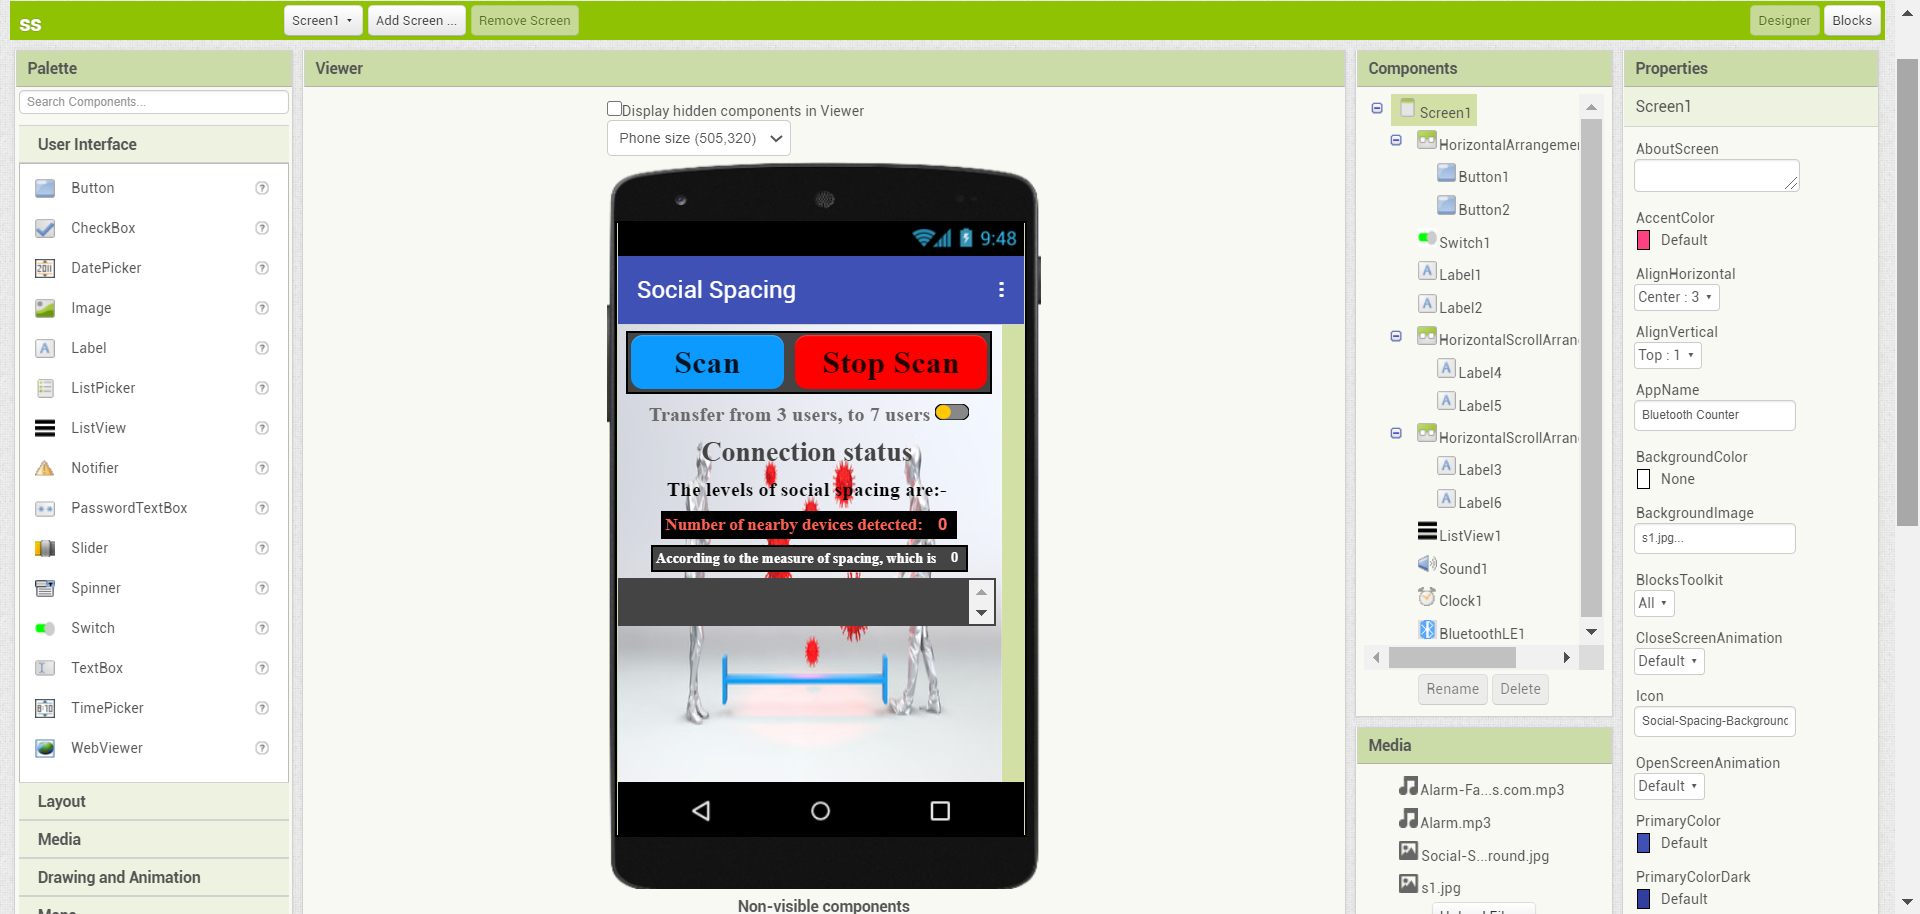 ss
Screen1
Add Screen ...
Remove Screen
Designer
Blocks
Palette
Search Components...
User Interface
Button
CheckBox
DatePicker
Image
Label
ListPicker
ListView
Notifier
PasswordTextBox
Slider
Spinner
Switch
TextBox
TimePicker
WebViewer
Layout
Media
Drawing and Animation
Maps
Viewer
Display hidden components in Viewer
Phone size (505,320)
9:48
Social Spacing
Scan
Stop Scan
Transfer from 3 users, to 7 users
Connection status
The levels of social spacing are:-
Number of nearby devices detected: 0
According to the measure of spacing, which is 0
Non-visible components
Components
Screen1
HorizontalArrangemen
Button1
Button2
Switch1
Label1
Label2
HorizontalScrollArran
Label4
Label5
HorizontalScrollArran
Label3
Label6
ListView1
Sound1
Clock1
BluetoothLE1
Rename
Delete
Media
Alarm-Fa...s.com.mp3
Alarm.mp3
Social-S...round.jpg
s1.jpg
Upload File ...
Properties
Screen1
AboutScreen
AccentColor
Default
AlignHorizontal
Center : 3
AlignVertical
Top : 1
AppName
Bluetooth Counter
BackgroundColor
None
BackgroundImage
s1.jpg...
BlocksToolkit
All
CloseScreenAnimation
Default
Icon
Social-Spacing-Background
OpenScreenAnimation
Default
PrimaryColor
Default
PrimaryColorDark
Default